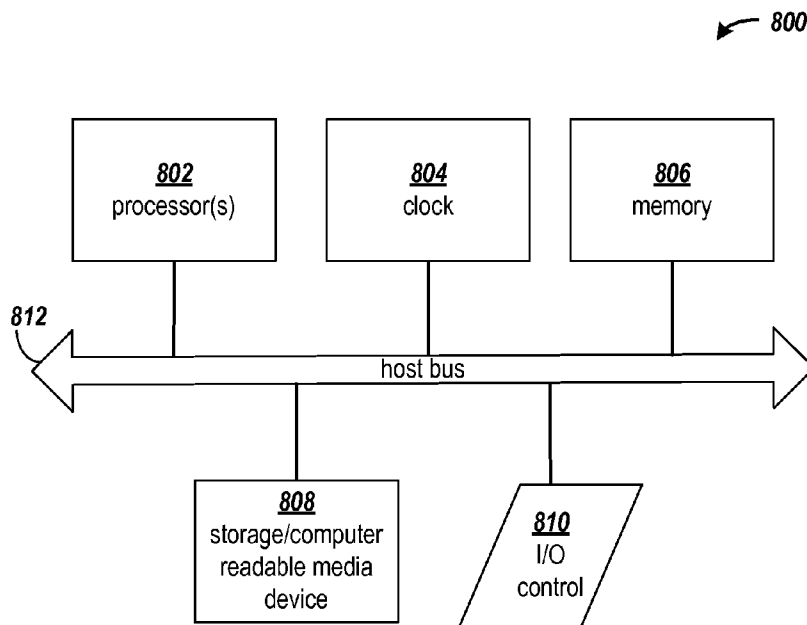 800
802
processor(s)
804
clock
806
memory
812
host bus
808
storage/computer
readable media
device
810
I/O
control